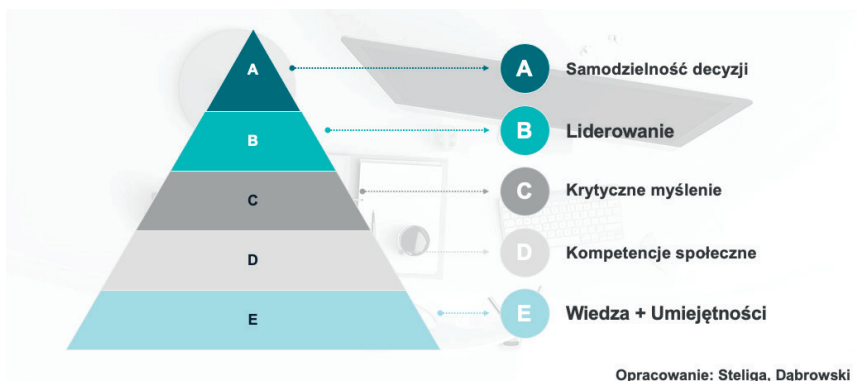 A
A
Samodzielność decyzji
B
B
Liderowanie
C
C
Krytyczne myślenie
D
D
Kompetencje społeczne
E
E
Wiedza + Umiejętności
Opracowanie: Steliga, Dąbrowski